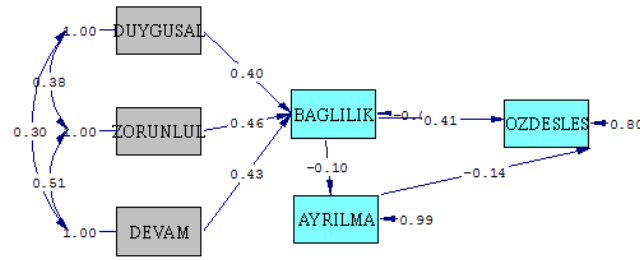 1.00 DUYGUSAL
0.40
0.38
BAGLILIK
0.41
OZDESLES
0.80
0.30
1.00 ZORUNLUL
0.46
0.51
0.43
-0.10
-0.14
1.00 DEVAM
AYRILMA
0.99